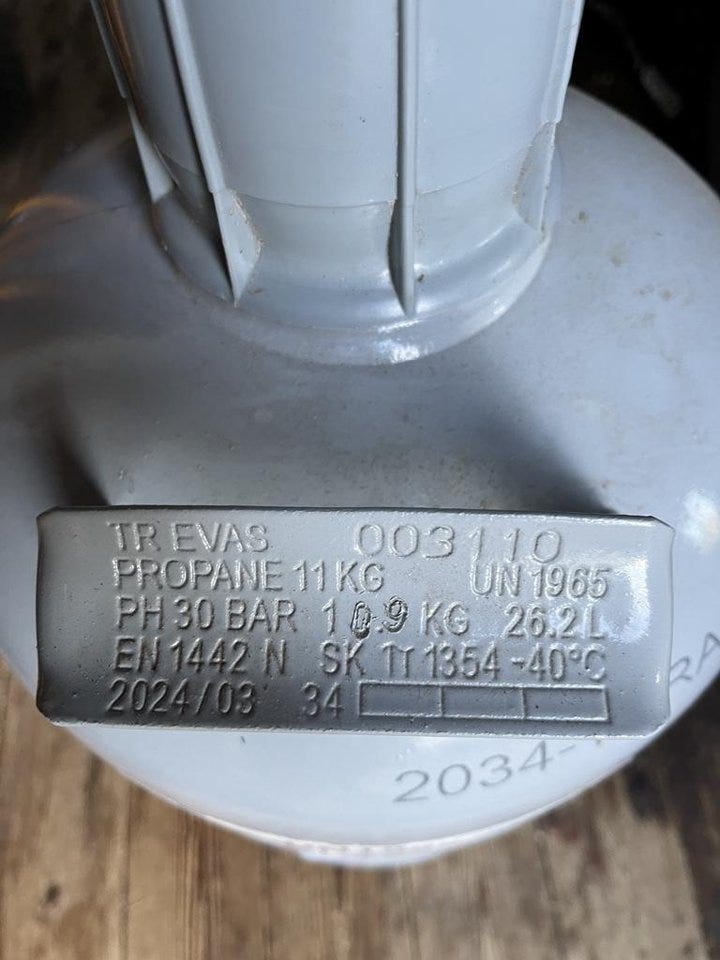 TR EVAS 003110
PROPANE 11 KG UN 1965
PH 30 BAR 10.9 KG 26.2 L
EN 1442 N SK 1354 -40°C
2024/03 34
2034-